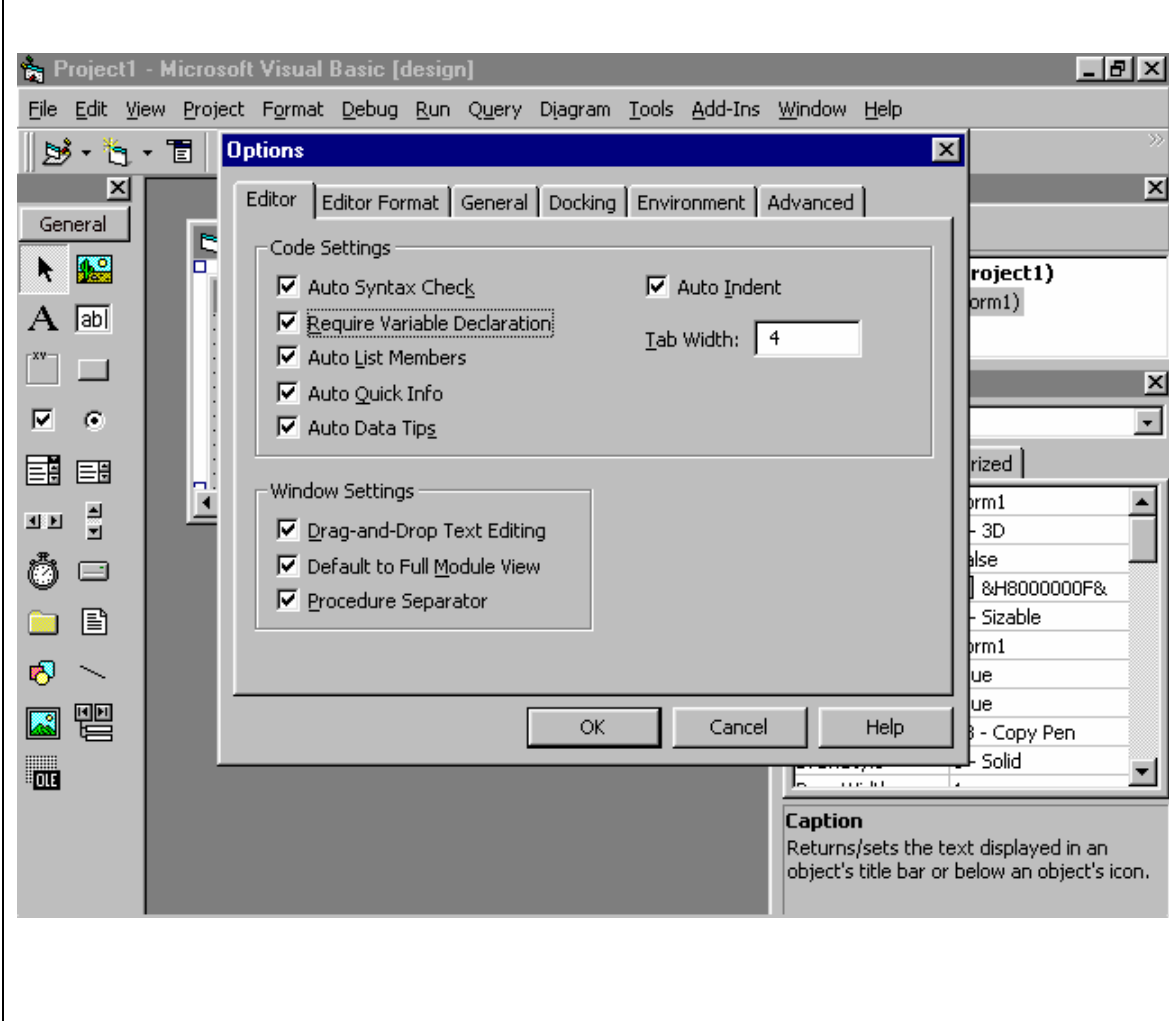 Project1 - Microsoft Visual Basic [design]
File Edit View Project Format Debug Run Query Diagram Tools Add-Ins Window Help
Options
General
Editor Editor Format General Docking Environment Advanced
Code Settings
Auto Syntax Check
Auto Indent
Require Variable Declaration
Tab Width: 4
Auto List Members
Auto Quick Info
Auto Data Tips
Window Settings
Drag-and-Drop Text Editing
Default to Full Module View
Procedure Separator
OK Cancel Help
A
ab
xy
OLE
roject1)
orm1)
rized
orm1
- 3D
alse
&H8000000F&
- Sizable
orm1
ue
ue
- Copy Pen
- Solid
Caption
Returns/sets the text displayed in an
object's title bar or below an object's icon.